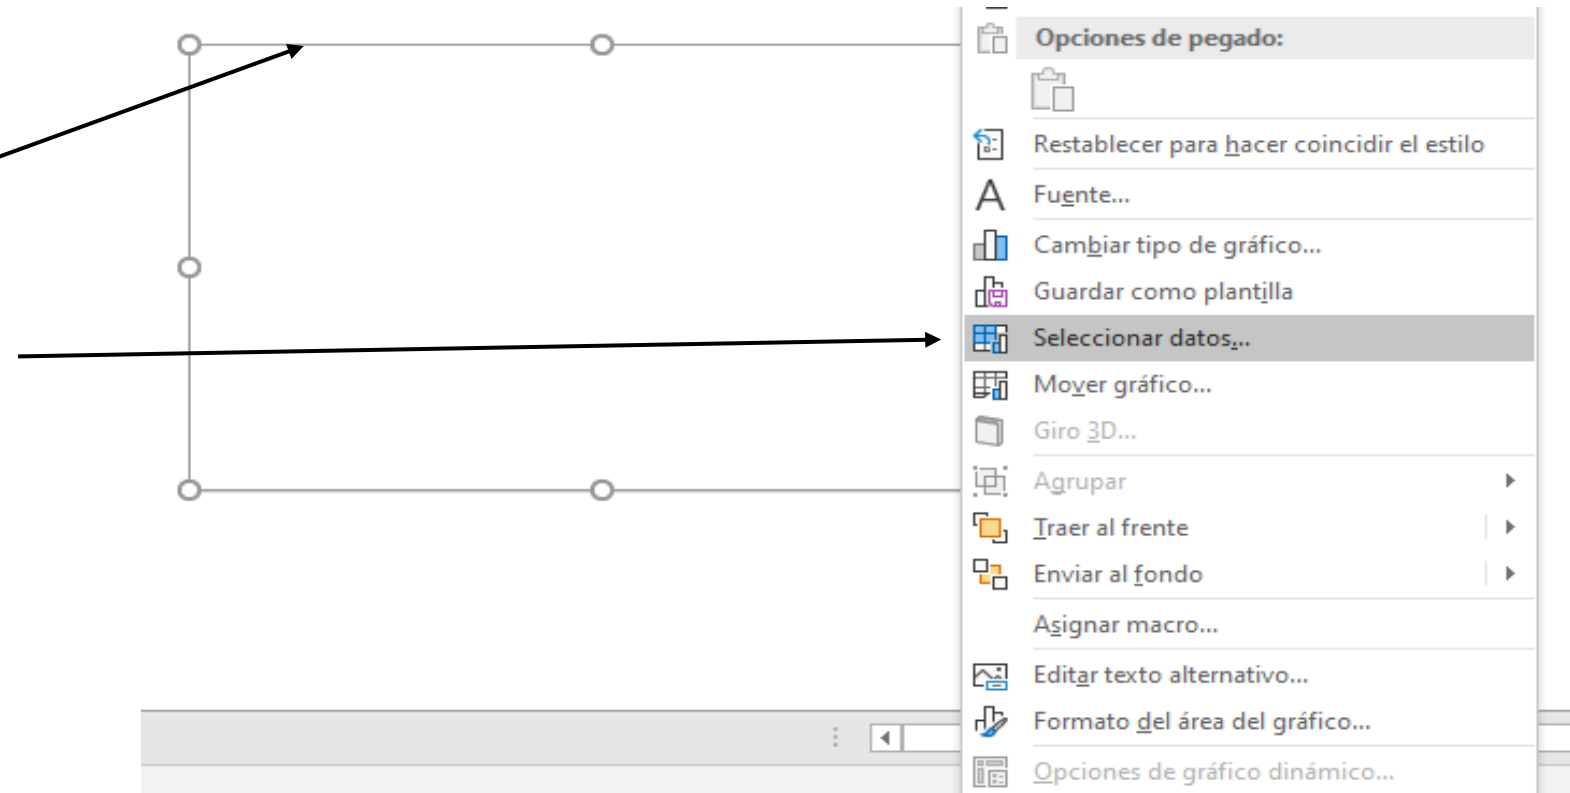 Opciones de pegado:
Restablecer para hacer coincidir el estilo
Fuente...
Cambiar tipo de gráfico...
Guardar como plantilla
Seleccionar datos...
Mover gráfico...
Giro 3D...
Agrupar
Traer al frente
Enviar al fondo
Asignar macro...
Editar texto alternativo...
Formato del área del gráfico...
Opciones de gráfico dinámico...